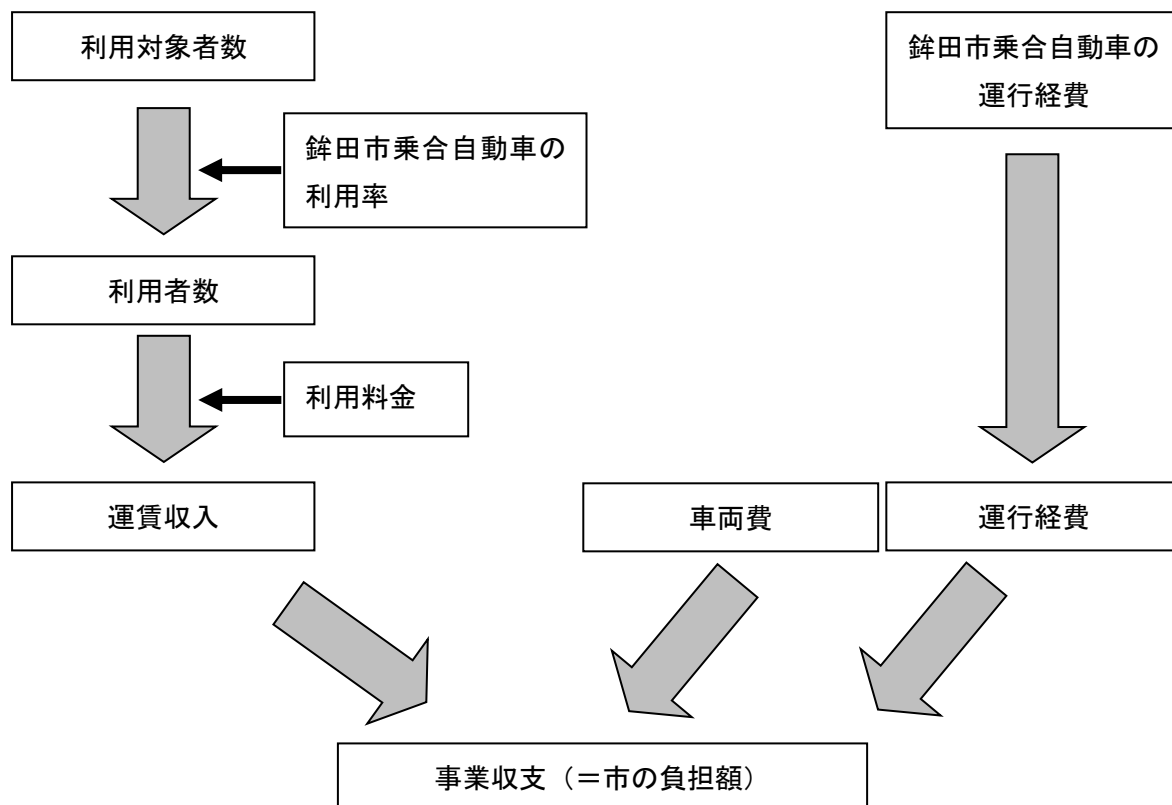 利用対象者数
鉾田市乗合自動車の
運行経費
鉾田市乗合自動車の
利用率
利用者数
利用料金
運賃収入
車両費
運行経費
事業収支（＝市の負担額）